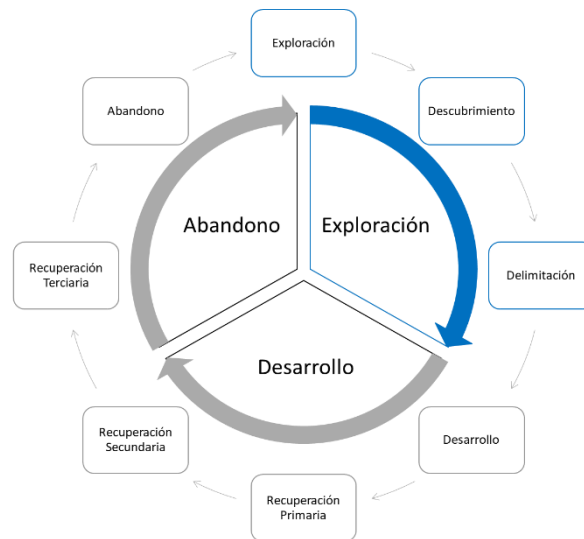 Exploración
Abandono
Descubrimiento
Abandono
Exploración
Recuperación
Terciaria
Delimitación
Desarrollo
Recuperación
Secundaria
Desarrollo
Recuperación
Primaria